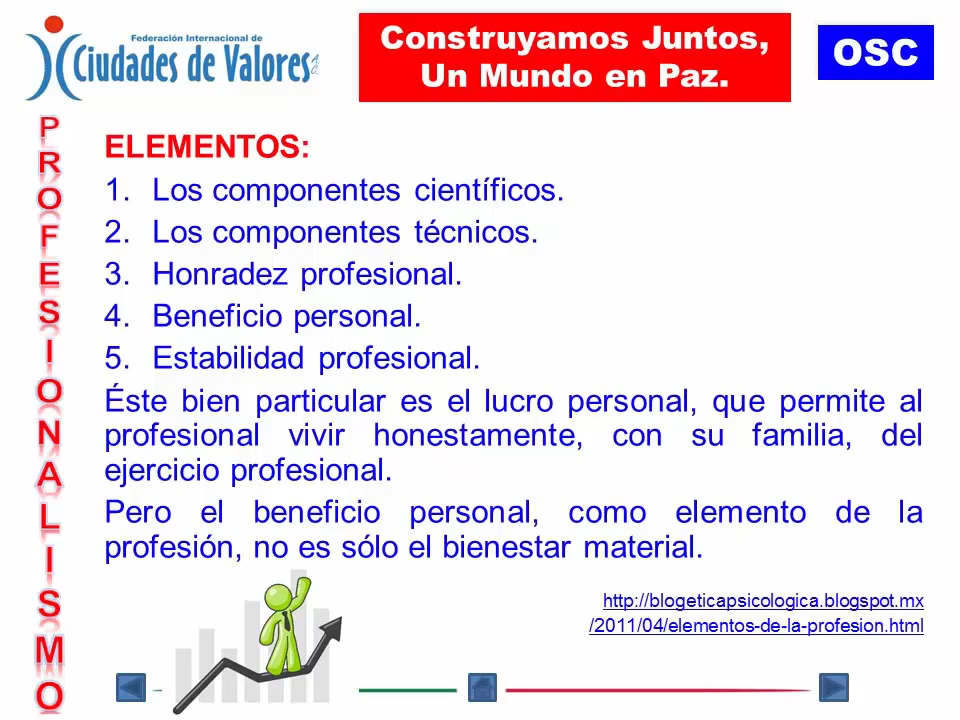 Federación Internacional de
Ciudades de Valores A.C.
Construyamos Juntos,
Un Mundo en Paz.
OSC
PROFESIONALISMO
ELEMENTOS:
1. Los componentes científicos.
2. Los componentes técnicos.
3. Honradez profesional.
4. Beneficio personal.
5. Estabilidad profesional.
Éste bien particular es el lucro personal, que permite al
profesional vivir honestamente, con su familia, del
ejercicio profesional.
Pero el beneficio personal, como elemento de la
profesión, no es sólo el bienestar material.
http://blogeticapsicologica.blogspot.mx
/2011/04/elementos-de-la-profesion.html